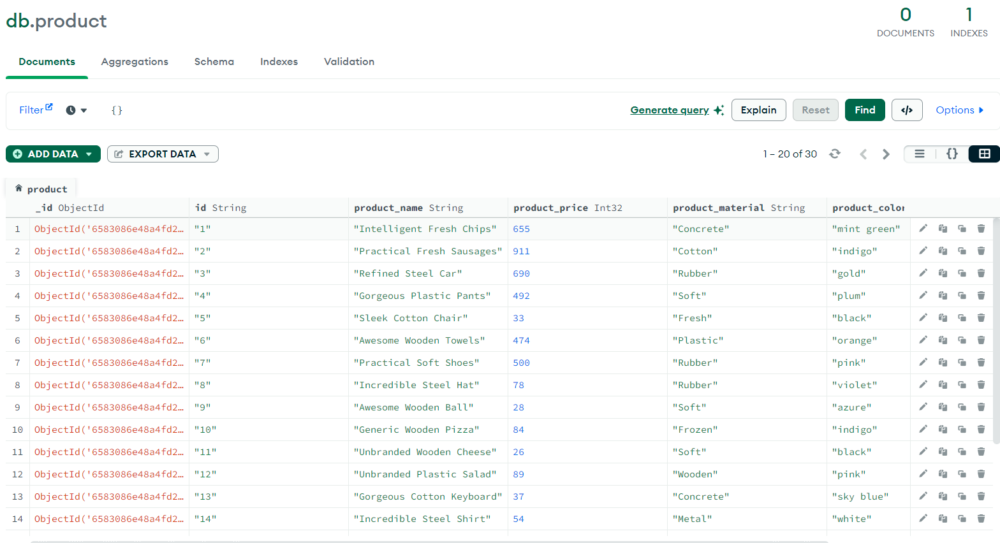 db.product
0 1
DOCUMENTS INDEXES
Documents Aggregations Schema Indexes Validation
Filter {} Generate query Explain Reset Find </> Options
ADD DATA EXPORT DATA 1 – 20 of 30 {}
product
_id ObjectId id String product_name String product_price Int32 product_material String product_color
1 ObjectId('6583086e48a4fd2… "1" "Intelligent Fresh Chips" 655 "Concrete" "mint green"
2 ObjectId('6583086e48a4fd2… "2" "Practical Fresh Sausages" 911 "Cotton" "indigo"
3 ObjectId('6583086e48a4fd2… "3" "Refined Steel Car" 690 "Rubber" "gold"
4 ObjectId('6583086e48a4fd2… "4" "Gorgeous Plastic Pants" 492 "Soft" "plum"
5 ObjectId('6583086e48a4fd2… "5" "Sleek Cotton Chair" 33 "Fresh" "black"
6 ObjectId('6583086e48a4fd2… "6" "Awesome Wooden Towels" 474 "Plastic" "orange"
7 ObjectId('6583086e48a4fd2… "7" "Practical Soft Shoes" 500 "Rubber" "pink"
8 ObjectId('6583086e48a4fd2… "8" "Incredible Steel Hat" 78 "Rubber" "violet"
9 ObjectId('6583086e48a4fd2… "9" "Awesome Wooden Ball" 28 "Soft" "azure"
10 ObjectId('6583086e48a4fd2… "10" "Generic Wooden Pizza" 84 "Frozen" "indigo"
11 ObjectId('6583086e48a4fd2… "11" "Unbranded Wooden Cheese" 26 "Soft" "black"
12 ObjectId('6583086e48a4fd2… "12" "Unbranded Plastic Salad" 89 "Wooden" "pink"
13 ObjectId('6583086e48a4fd2… "13" "Gorgeous Cotton Keyboard" 37 "Concrete" "sky blue"
14 ObjectId('6583086e48a4fd2… "14" "Incredible Steel Shirt" 54 "Metal" "white"